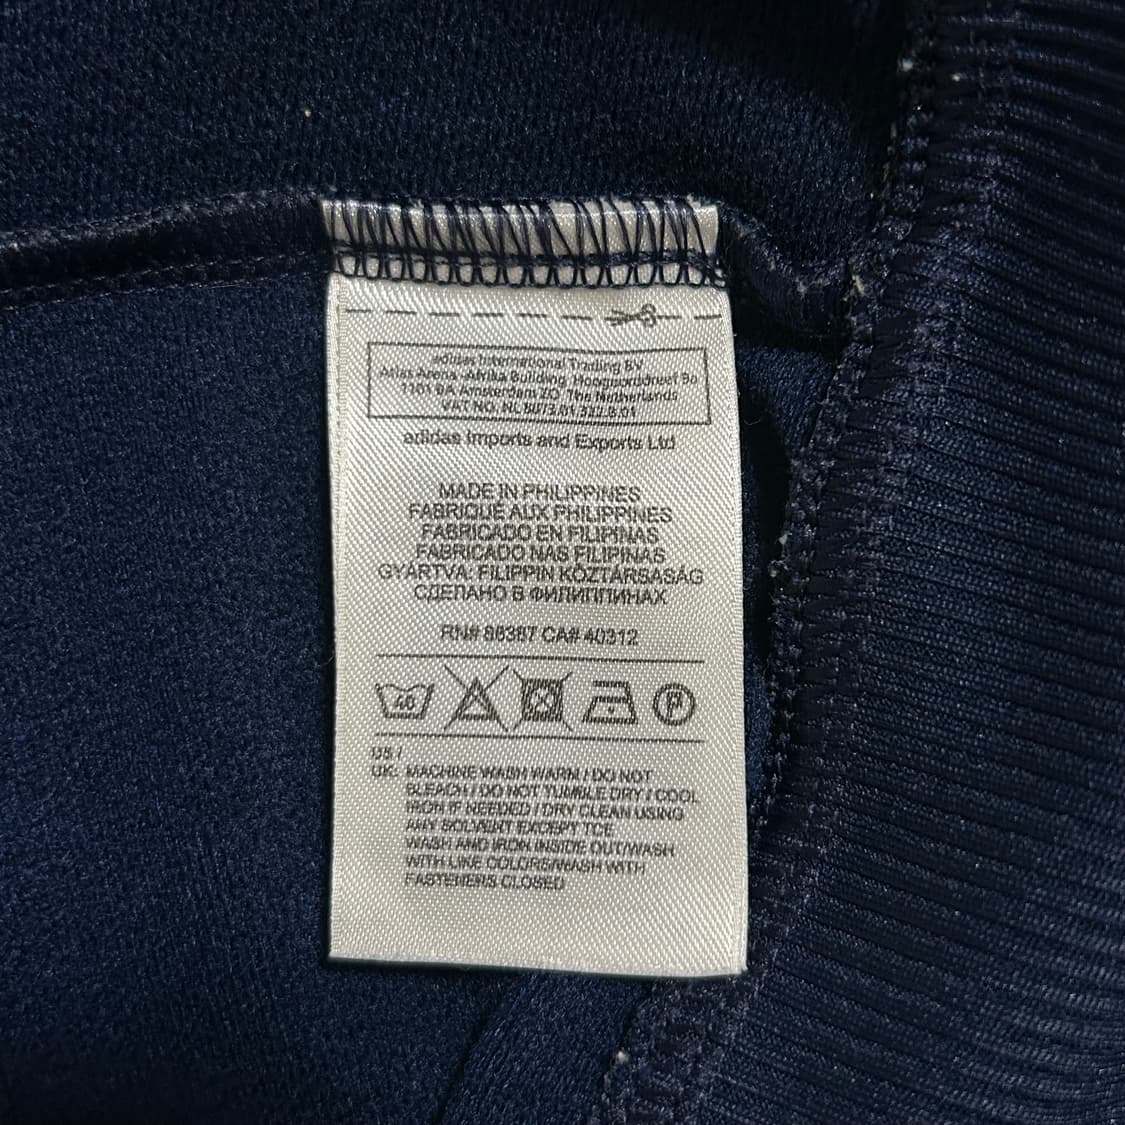 adidas International Trading BV
Atlas Arena -Afrika Building, Hoogoorddreef 9a
1101 BA Amsterdam ZO, The Netherlands
VAT NO. NL 8073.01.322.B.01
adidas Imports and Exports Ltd
MADE IN PHILIPPINES
FABRIQUÉ AUX PHILIPPINES
FABRICADO EN FILIPINAS
FABRICADO NAS FILIPINAS
GYÁRTVA: FILIPPIN KÖZTÁRSASÁG
СДЕЛАНО В ФИЛИППИНАХ
RN# 88387 CA# 40312
40 P
US /
UK: MACHINE WASH WARM / DO NOT
BLEACH / DO NOT TUMBLE DRY / COOL
IRON IF NEEDED / DRY CLEAN USING
ANY SOLVENT EXCEPT TCE
WASH AND IRON INSIDE OUT/WASH
WITH LIKE COLORS/WASH WITH
FASTENERS CLOSED